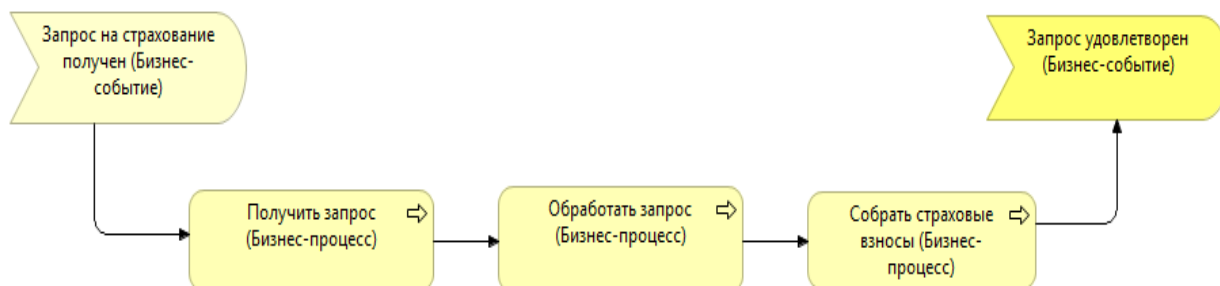 Запрос на страхование
получен (Бизнес-
событие)
Запрос удовлетворен
(Бизнес-событие)
Получить запрос
(Бизнес-процесс)
Обработать запрос
(Бизнес-процесс)
Собрать страховые
взносы (Бизнес-
процесс)